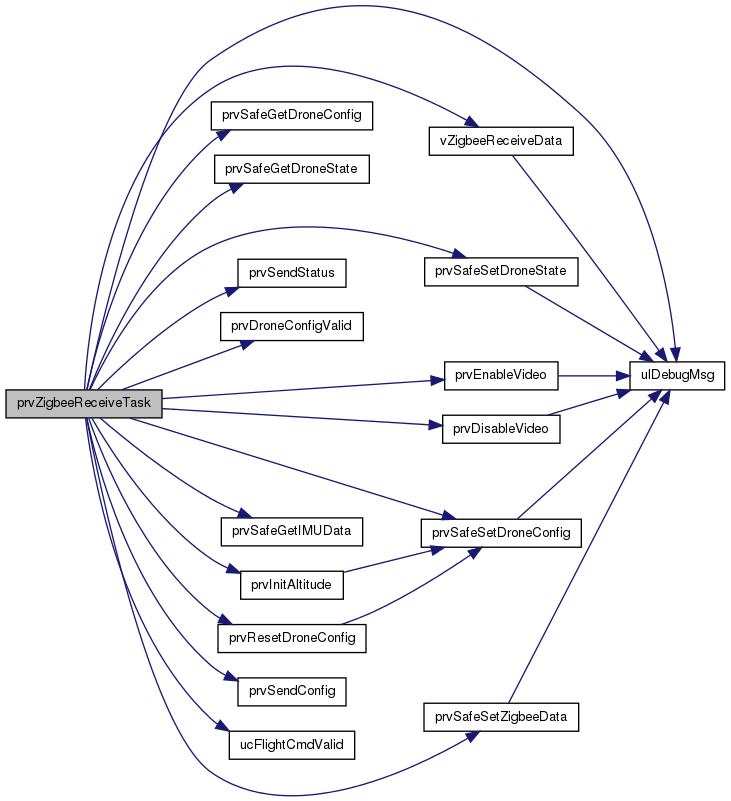 prvSafeGetDroneConfig
vZigbeeReceiveData
prvSafeGetDroneState
prvSafeSetDroneState
prvSendStatus
prvDroneConfigValid
prvEnableVideo
ulDebugMsg
prvZigbeeReceiveTask
prvDisableVideo
prvSafeGetIMUData
prvSafeSetDroneConfig
prvInitAltitude
prvResetDroneConfig
prvSendConfig
prvSafeSetZigbeeData
ucFlightCmdValid